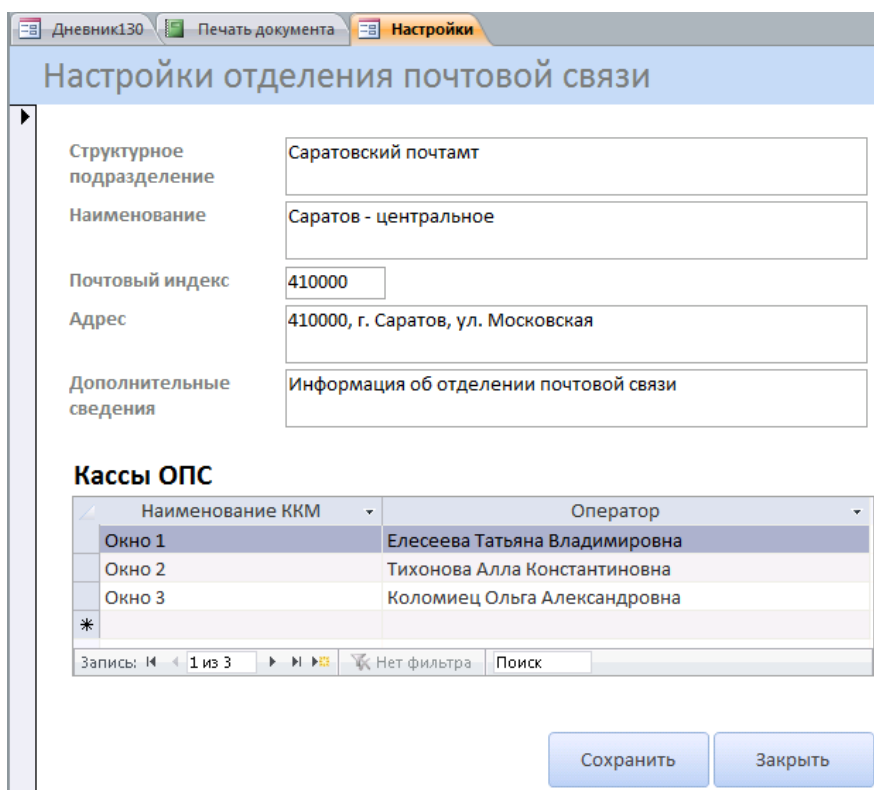 Дневник130 Печать документа Настройки
Настройки отделения почтовой связи
Структурное подразделение
Саратовский почтамт
Наименование
Саратов - центральное
Почтовый индекс
410000
Адрес
410000, г. Саратов, ул. Московская
Дополнительные сведения
Информация об отделении почтовой связи
Кассы ОПС
Наименование ККМ Оператор
Окно 1 Елесеева Татьяна Владимировна
Окно 2 Тихонова Алла Константиновна
Окно 3 Коломиец Ольга Александровна
Запись: 1 из 3 Нет фильтра Поиск
Сохранить Закрыть